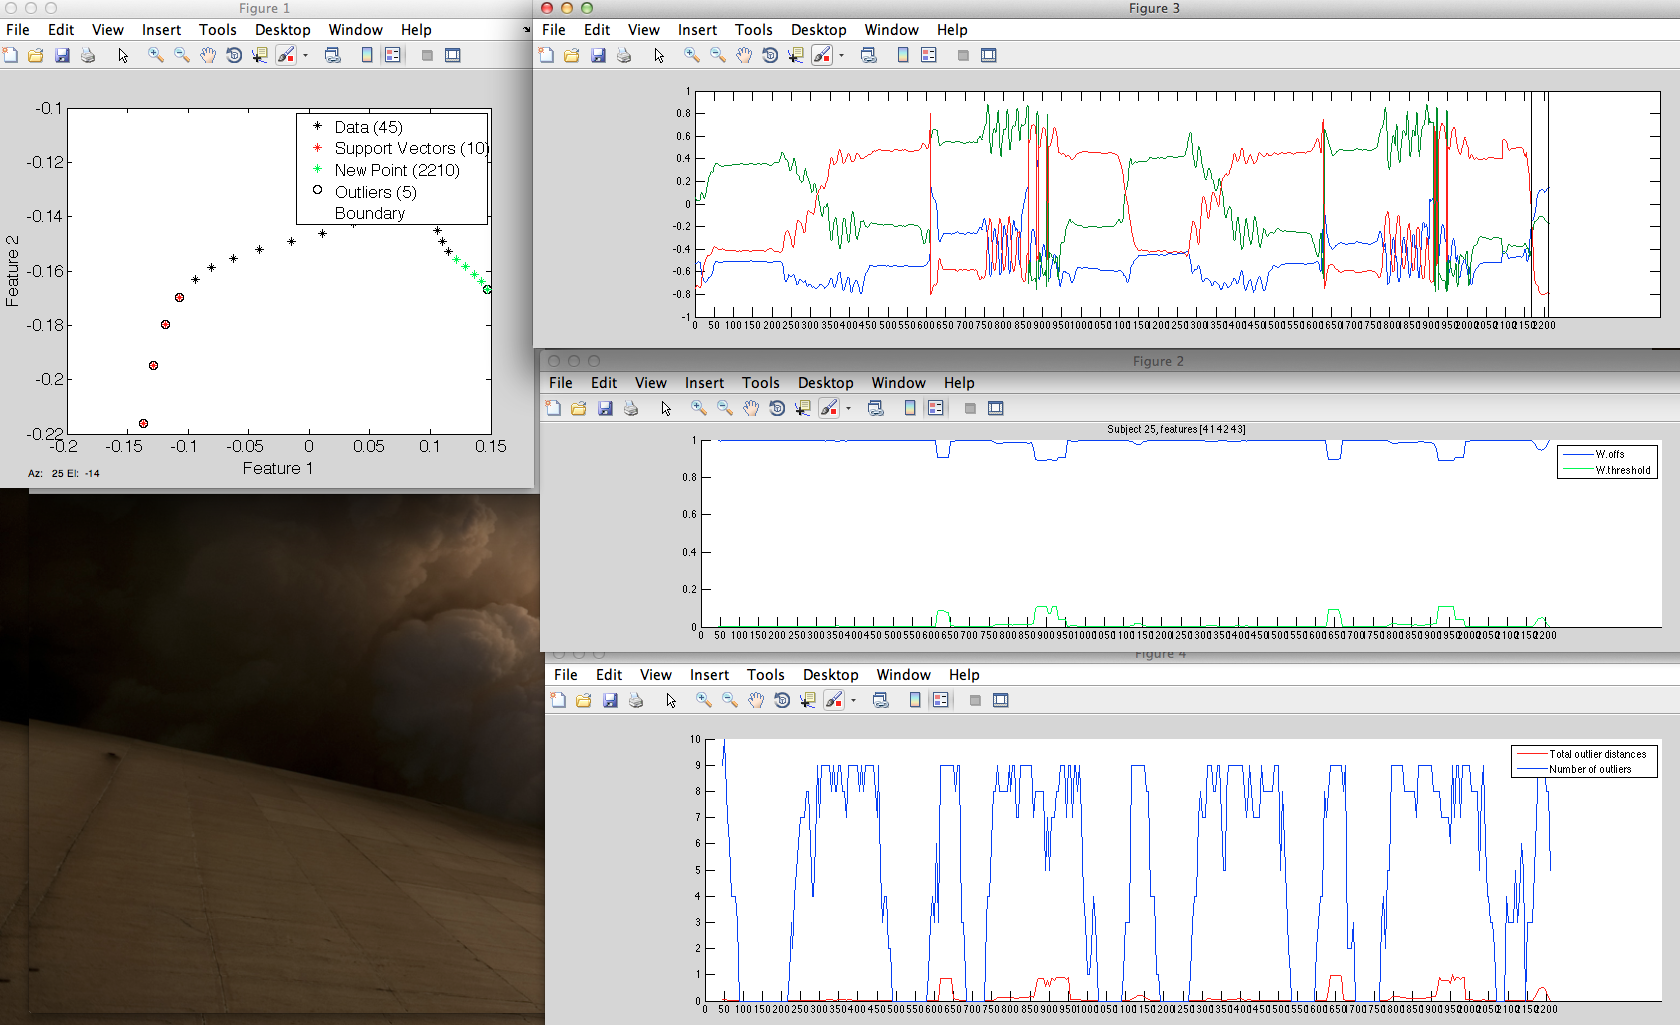 Figure 1
File Edit View Insert Tools Desktop Window Help
-0.1
-0.12
-0.14
-0.16
-0.18
-0.2
-0.22
Feature 2
Data (45)
Support Vectors (10)
New Point (2210)
Outliers (5)
Boundary
-0.2 -0.15 -0.1 -0.05 0 0.05 0.1 0.15
Feature 1
Az: 25 El: -14
Figure 3
File Edit View Insert Tools Desktop Window Help
1
0.8
0.6
0.4
0.2
0
-0.2
-0.4
-0.6
-0.8
-1
0 50 100 150 200 250 300 350 400 450 500 550 600 650 700 750 800 850 900 950 1000 1050 1100 1150 1200 1250 1300 1350 1400 1450 1500 1550 1600 1650 1700 1750 1800 1850 1900 1950 2000 2050 2100 2150 2200
Figure 2
File Edit View Insert Tools Desktop Window Help
Subject 25, features [4 1 4 2 4 3]
1
0.8
0.6
0.4
0.2
0
W.offs
W.threshold
0 50 100 150 200 250 300 350 400 450 500 550 600 650 700 750 800 850 900 950 1000 1050 1100 1150 1200 1250 1300 1350 1400 1450 1500 1550 1600 1650 1700 1750 1800 1850 1900 1950 2000 2050 2100 2150 2200
Figure 4
File Edit View Insert Tools Desktop Window Help
10
9
8
7
6
5
4
3
2
1
0
Total outlier distances
Number of outliers
0 50 100 150 200 250 300 350 400 450 500 550 600 650 700 750 800 850 900 950 1000 1050 1100 1150 1200 1250 1300 1350 1400 1450 1500 1550 1600 1650 1700 1750 1800 1850 1900 1950 2000 2050 2100 2150 2200